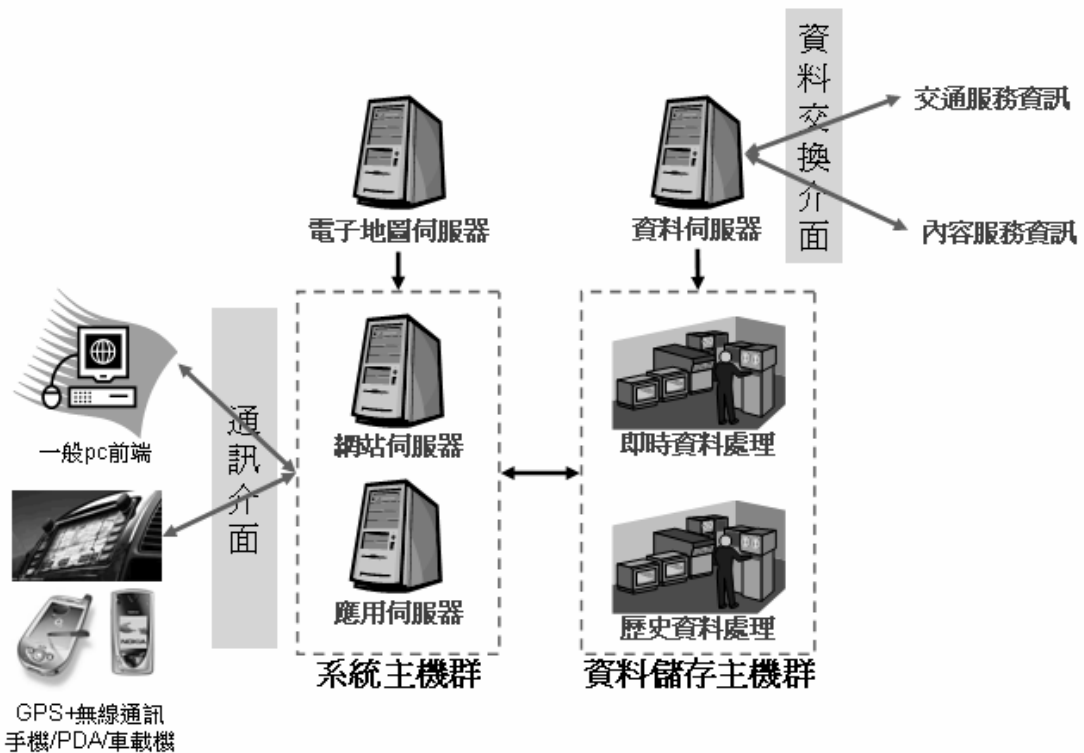 資料交換介面
交通服務資訊
內容服務資訊
電子地圖伺服器
資料伺服器
通訊介面
一般pc前端
網站伺服器
即時資料處理
應用伺服器
歷史資料處理
系統主機群
資料儲存主機群
NOKIA
GPS+無線通訊
手機/PDA/車載機